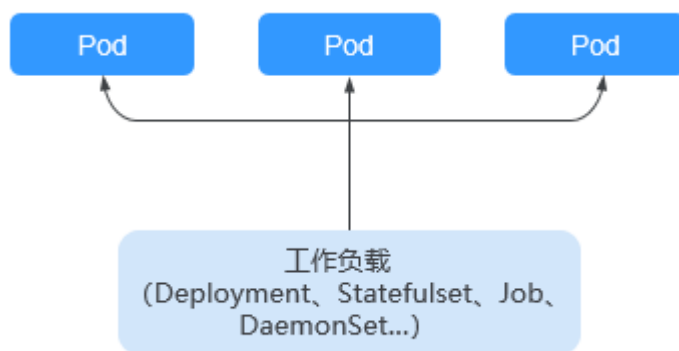 Pod
Pod
Pod
工作负载
（Deployment、Statefulset、Job、
DaemonSet...）